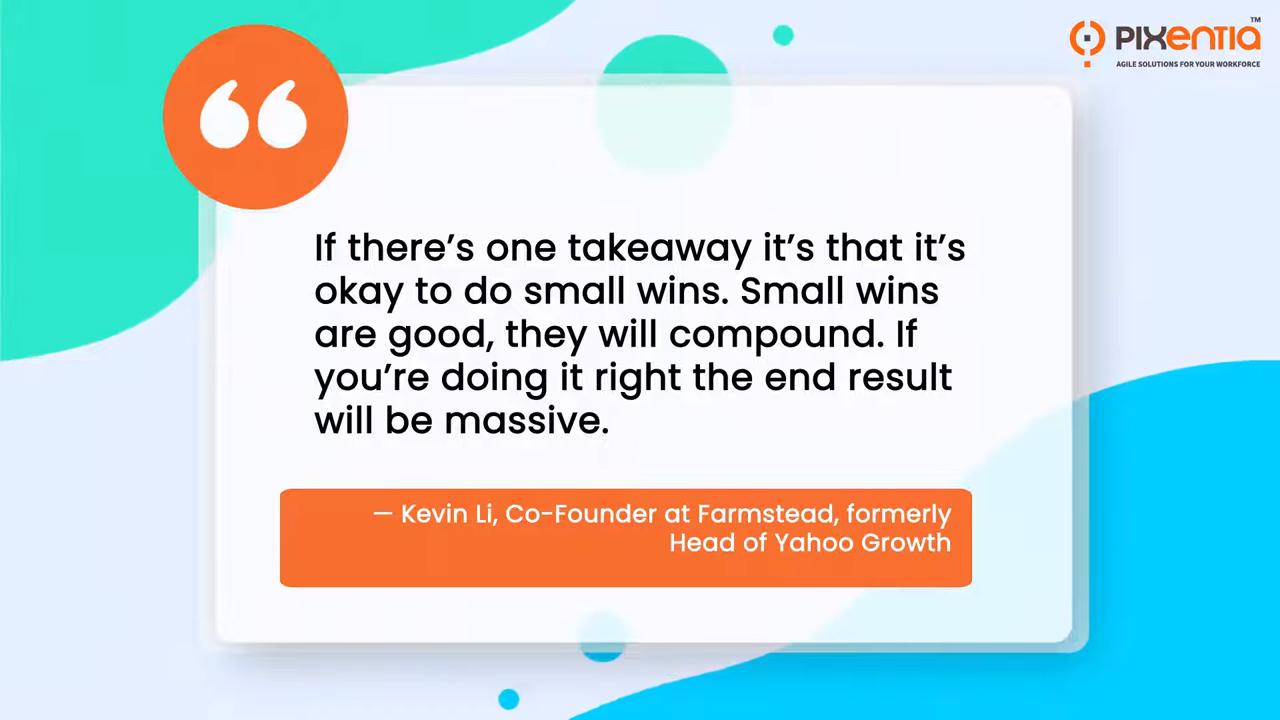 PIXENTIA™
AGILE SOLUTIONS FOR YOUR WORKFORCE
“
If there’s one takeaway it’s that it’s
okay to do small wins. Small wins
are good, they will compound. If
you’re doing it right the end result
will be massive.
— Kevin Li, Co-Founder at Farmstead, formerly
Head of Yahoo Growth